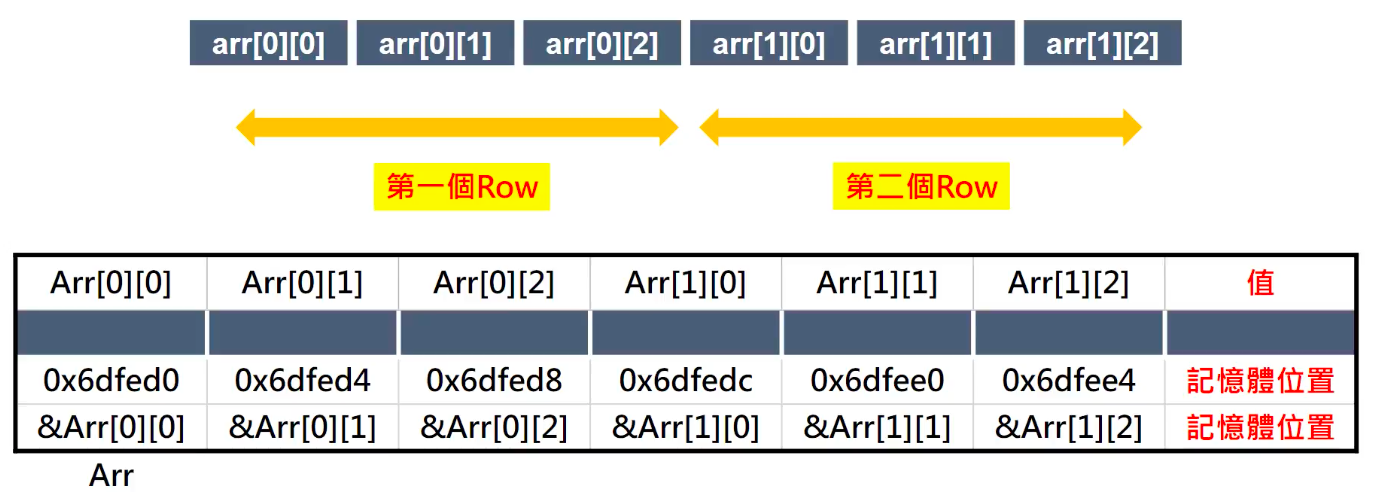 arr[0][0] arr[0][1] arr[0][2] arr[1][0] arr[1][1] arr[1][2]
第一個Row 第二個Row
Arr[0][0] Arr[0][1] Arr[0][2] Arr[1][0] Arr[1][1] Arr[1][2] 值
0x6dfed0 0x6dfed4 0x6dfed8 0x6dfedc 0x6dfee0 0x6dfee4 記憶體位置
&Arr[0][0] &Arr[0][1] &Arr[0][2] &Arr[1][0] &Arr[1][1] &Arr[1][2] 記憶體位置
Arr